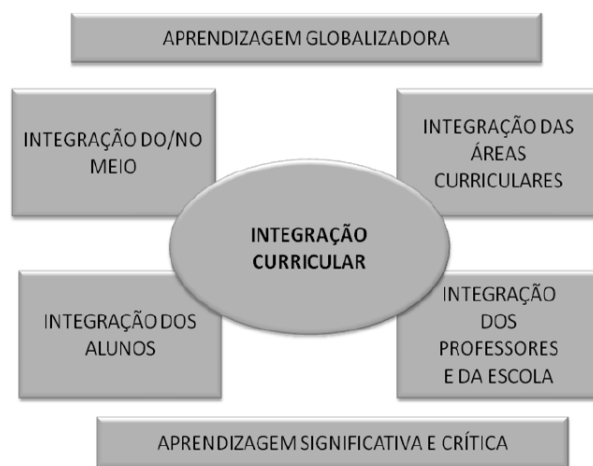 APRENDIZAGEM GLOBALIZADORA
INTEGRAÇÃO DO/NO
MEIO
INTEGRAÇÃO DAS
ÁREAS
CURRICULARES
INTEGRAÇÃO
CURRICULAR
INTEGRAÇÃO DOS
ALUNOS
INTEGRAÇÃO
DOS
PROFESSORES
E DA ESCOLA
APRENDIZAGEM SIGNIFICATIVA E CRÍTICA